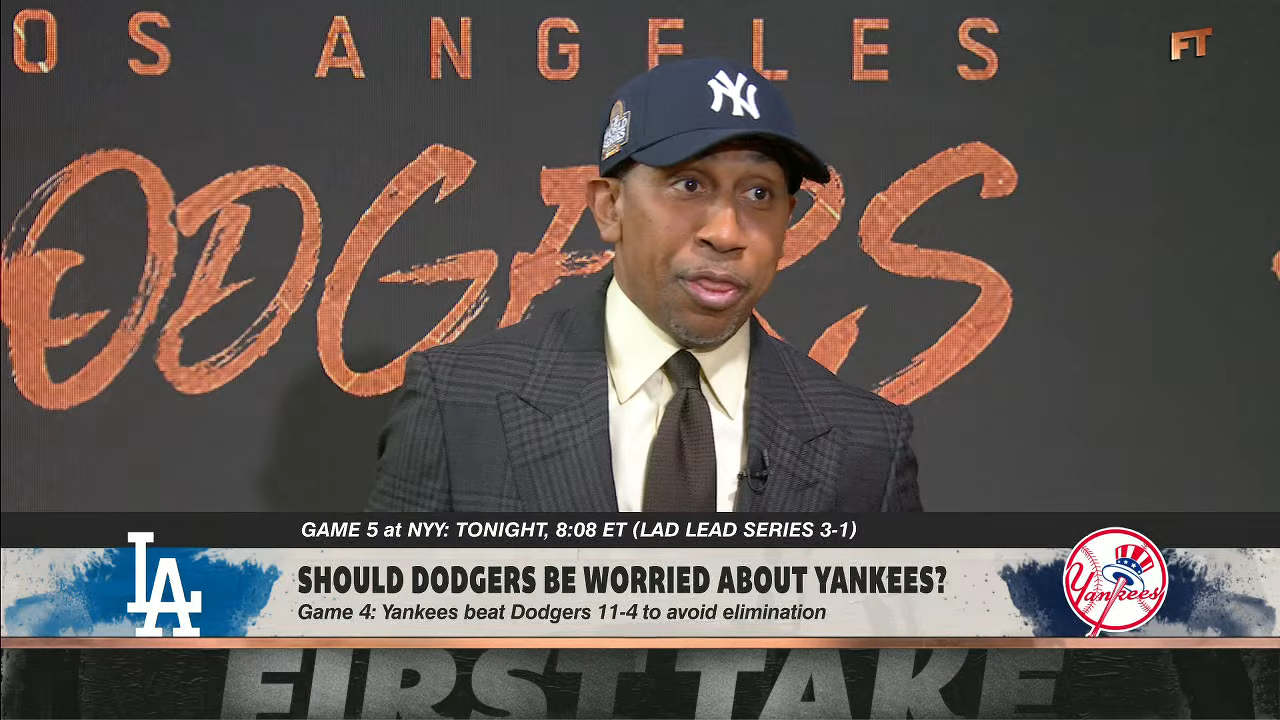 OS ANGELES
FT
NY
ODGERS
GAME 5 at NYY: TONIGHT, 8:08 ET (LAD LEAD SERIES 3-1)
LA
SHOULD DODGERS BE WORRIED ABOUT YANKEES?
Yankees
Game 4: Yankees beat Dodgers 11-4 to avoid elimination
FIRST TAKE